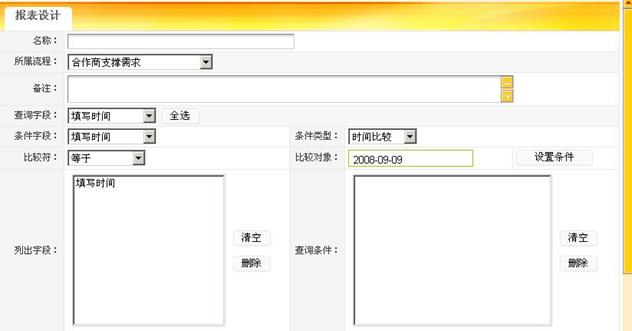 报表设计
名称：
所属流程： 合作商支撑需求
备注：
查询字段： 填写时间 全选
条件字段： 填写时间 条件类型： 时间比较
比较符： 等于 比较对象： 2008-09-09 设置条件
填写时间
清空 清空
列出字段： 查询条件：
删除 删除